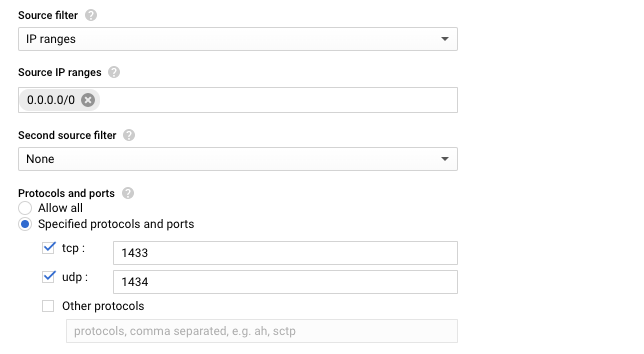 Source filter ?
IP ranges
Source IP ranges ?
0.0.0.0/0
Second source filter ?
None
Protocols and ports ?
Allow all
Specified protocols and ports
tcp : 1433
udp : 1434
Other protocols
protocols, comma separated, e.g. ah, sctp